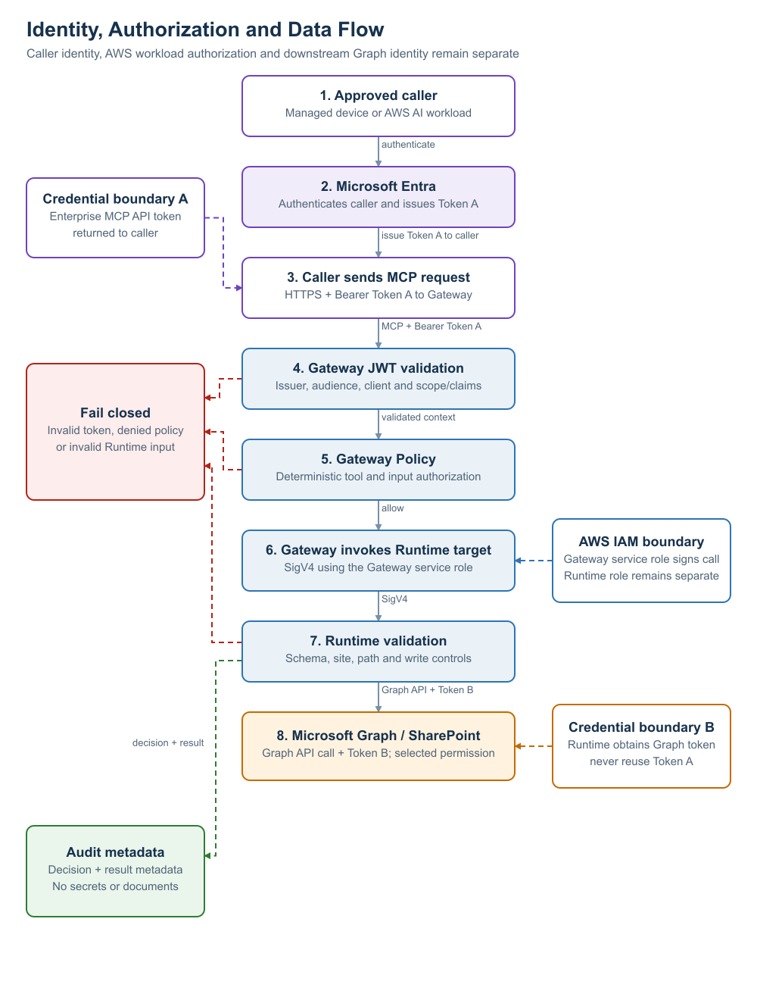 Identity, Authorization and Data Flow
Caller identity, AWS workload authorization and downstream Graph identity remain separate
1. Approved caller
Managed device or AWS AI workload
authenticate
2. Microsoft Entra
Authenticates caller and issues Token A
Credential boundary A
Enterprise MCP API token
returned to caller
issue Token A to caller
3. Caller sends MCP request
HTTPS + Bearer Token A to Gateway
MCP + Bearer Token A
4. Gateway JWT validation
Issuer, audience, client and scope/claims
Fail closed
Invalid token, denied policy
or invalid Runtime input
validated context
5. Gateway Policy
Deterministic tool and input authorization
allow
6. Gateway invokes Runtime target
SigV4 using the Gateway service role
AWS IAM boundary
Gateway service role signs call
Runtime role remains separate
SigV4
7. Runtime validation
Schema, site, path and write controls
Graph API + Token B
8. Microsoft Graph / SharePoint
Graph API call + Token B; selected permission
Credential boundary B
Runtime obtains Graph token
never reuse Token A
decision + result
Audit metadata
Decision + result metadata
No secrets or documents